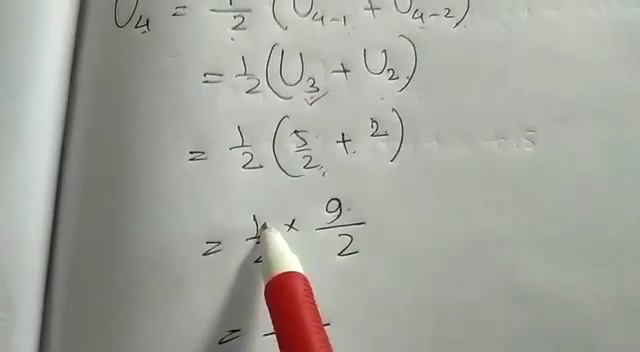 U₄ = 1/2 (U₄₋₁ + U₄₋₂)
= 1/2 (U₃ + U₂)
= 1/2 (5/2 + 2)
= 1/2 × 9/2
=